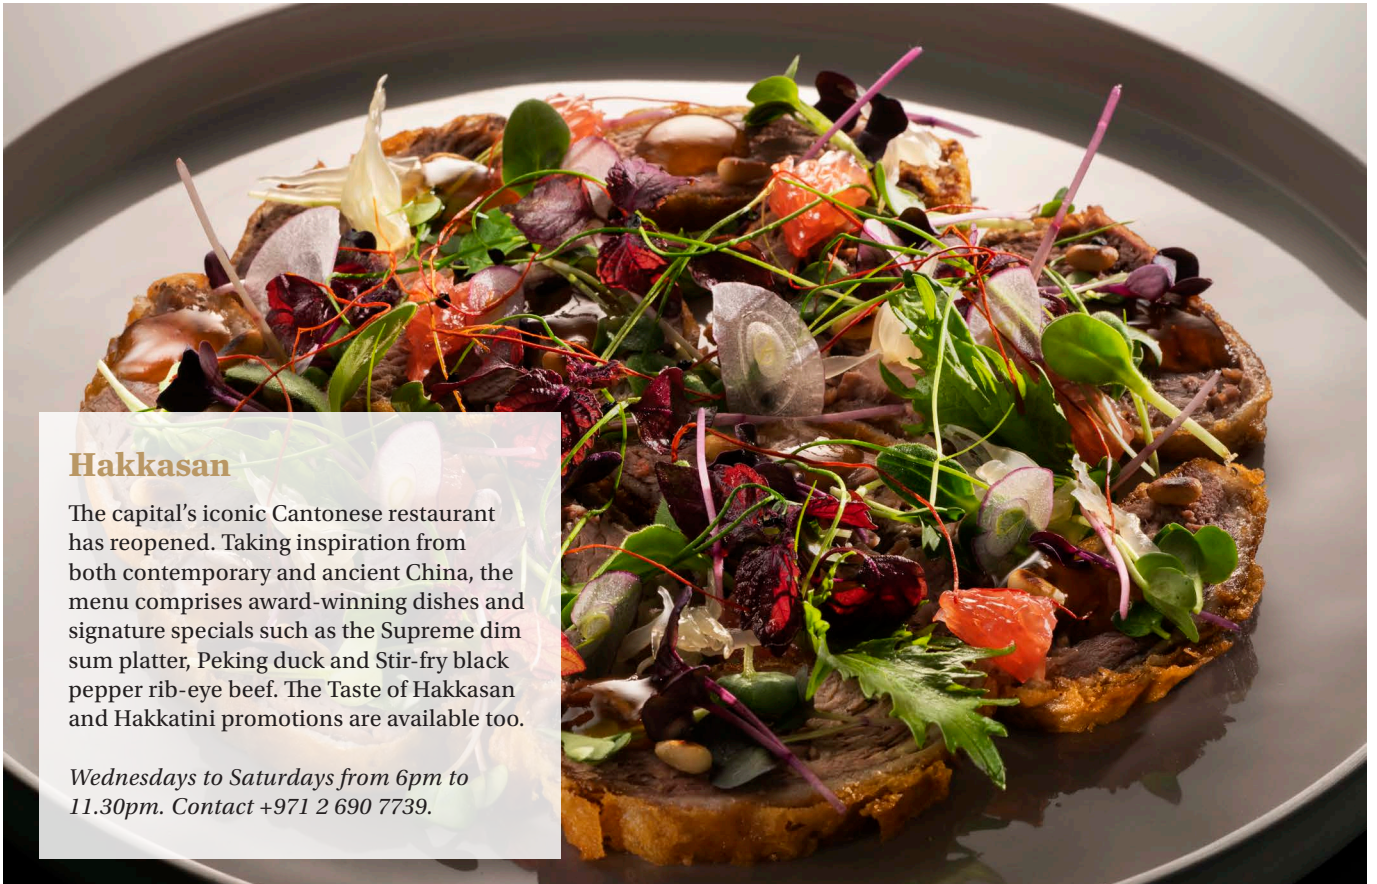 Hakkasan
The capital’s iconic Cantonese restaurant
has reopened. Taking inspiration from
both contemporary and ancient China, the
menu comprises award-winning dishes and
signature specials such as the Supreme dim
sum platter, Peking duck and Stir-fry black
pepper rib-eye beef. The Taste of Hakkasan
and Hakkatini promotions are available too.
Wednesdays to Saturdays from 6pm to
11.30pm. Contact +971 2 690 7739.